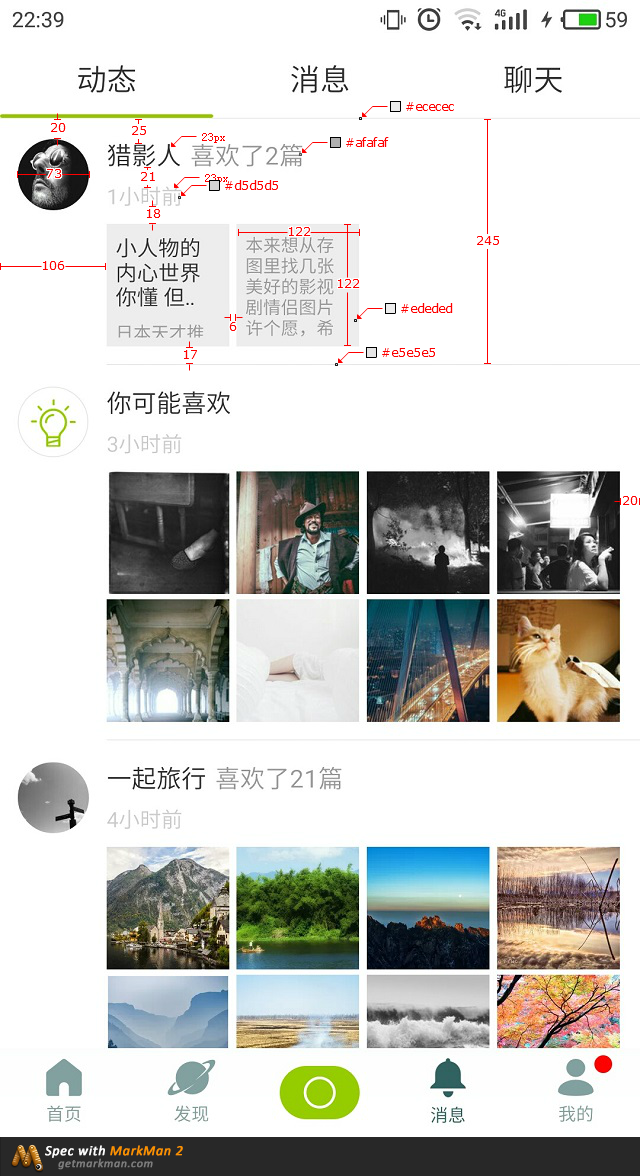 22:39
4G
59
动态
消息
聊天
#ececec
20
25
23px
#afafaf
猎影人 喜欢了2篇
73
21
23px
#d5d5d5
1小时前
18
122
小人物的
内心世界
你懂 但..
日本天才推
本来想从存
图里找几张
美好的影视
剧情侣图片
许个愿，希
245
106
122
#ededed
6
17
#e5e5e5
你可能喜欢
3小时前
一起旅行 喜欢了21篇
4小时前
首页
发现
消息
我的
Spec with MarkMan 2
getmarkman.com